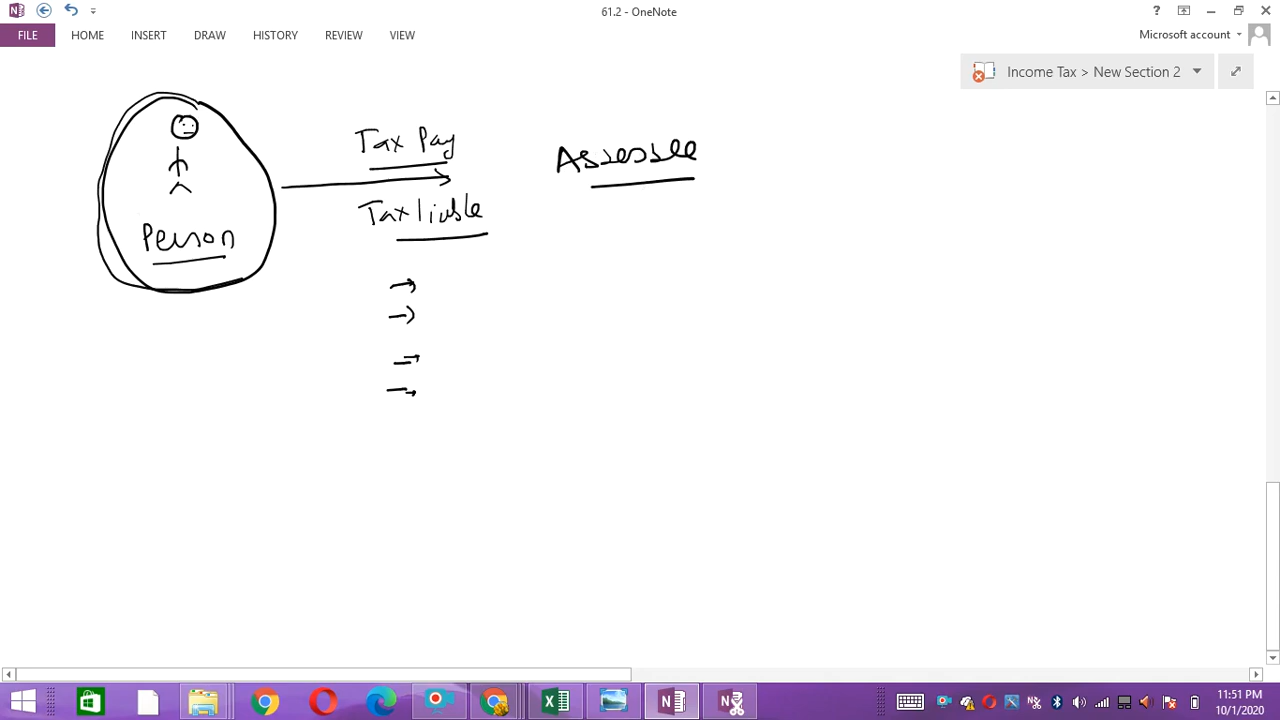 61.2 - OneNote
FILE HOME INSERT DRAW HISTORY REVIEW VIEW
Microsoft account
Income Tax > New Section 2
Tax Pay
Assessee
Tax liable
Person
11:51 PM
10/1/2020